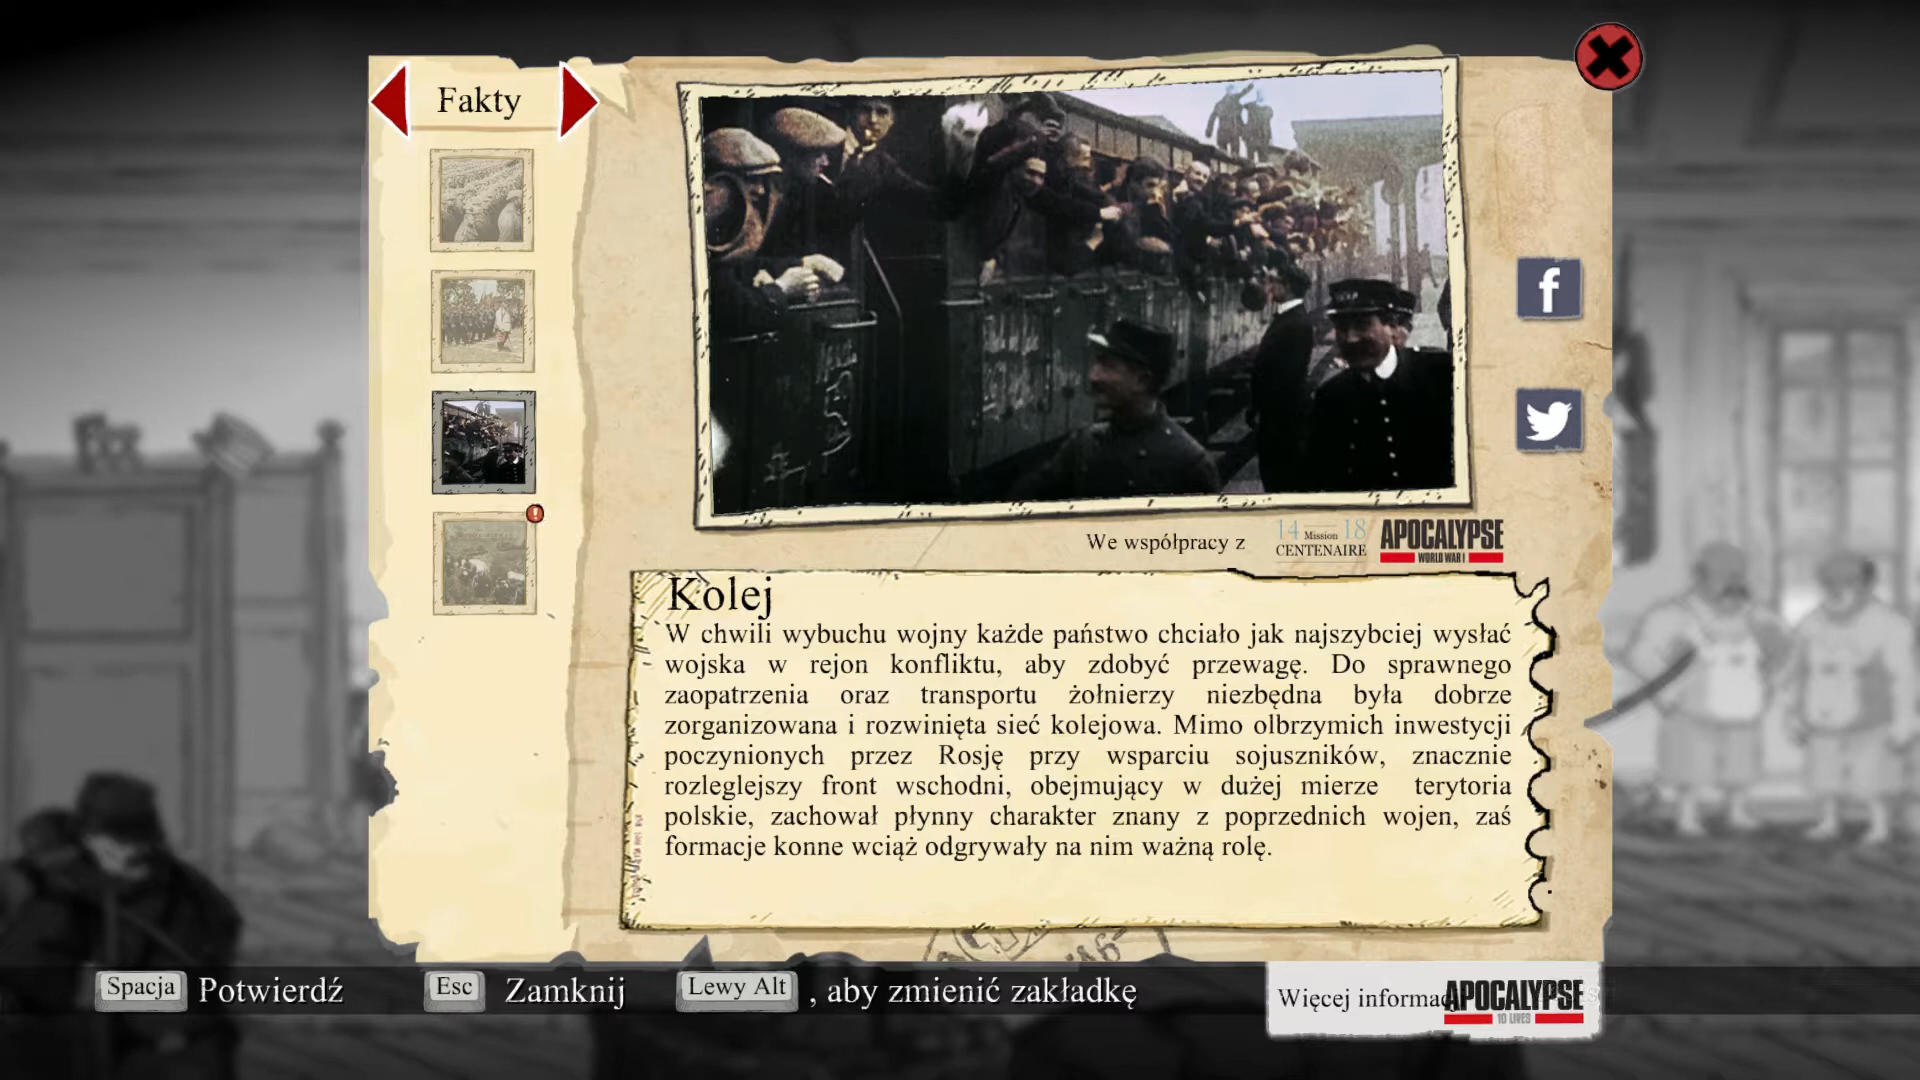 Fakty
We współpracy z
14 Mission 18
CENTENAIRE
APOCALYPSE
WORLD WAR I
Kolej
W chwili wybuchu wojny każde państwo chciało jak najszybciej wysłać
wojska w rejon konfliktu, aby zdobyć przewagę. Do sprawnego
zaopatrzenia oraz transportu żołnierzy niezbędna była dobrze
zorganizowana i rozwinięta sieć kolejowa. Mimo olbrzymich inwestycji
poczynionych przez Rosję przy wsparciu sojuszników, znacznie
rozleglejszy front wschodni, obejmujący w dużej mierze terytoria
polskie, zachował płynny charakter znany z poprzednich wojen, zaś
formacje konne wciąż odgrywały na nim ważną rolę.
Spacja Potwierdź
Esc Zamknij
Lewy Alt , aby zmienić zakładkę
Więcej informac
APOCALYPSE
10 LIVES